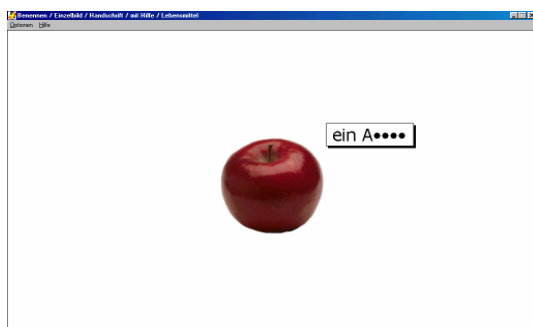 Benennen / Einzelbild / Handschrift / mit Hilfe / Lebensmittel
Optionen Hilfe
ein A••••